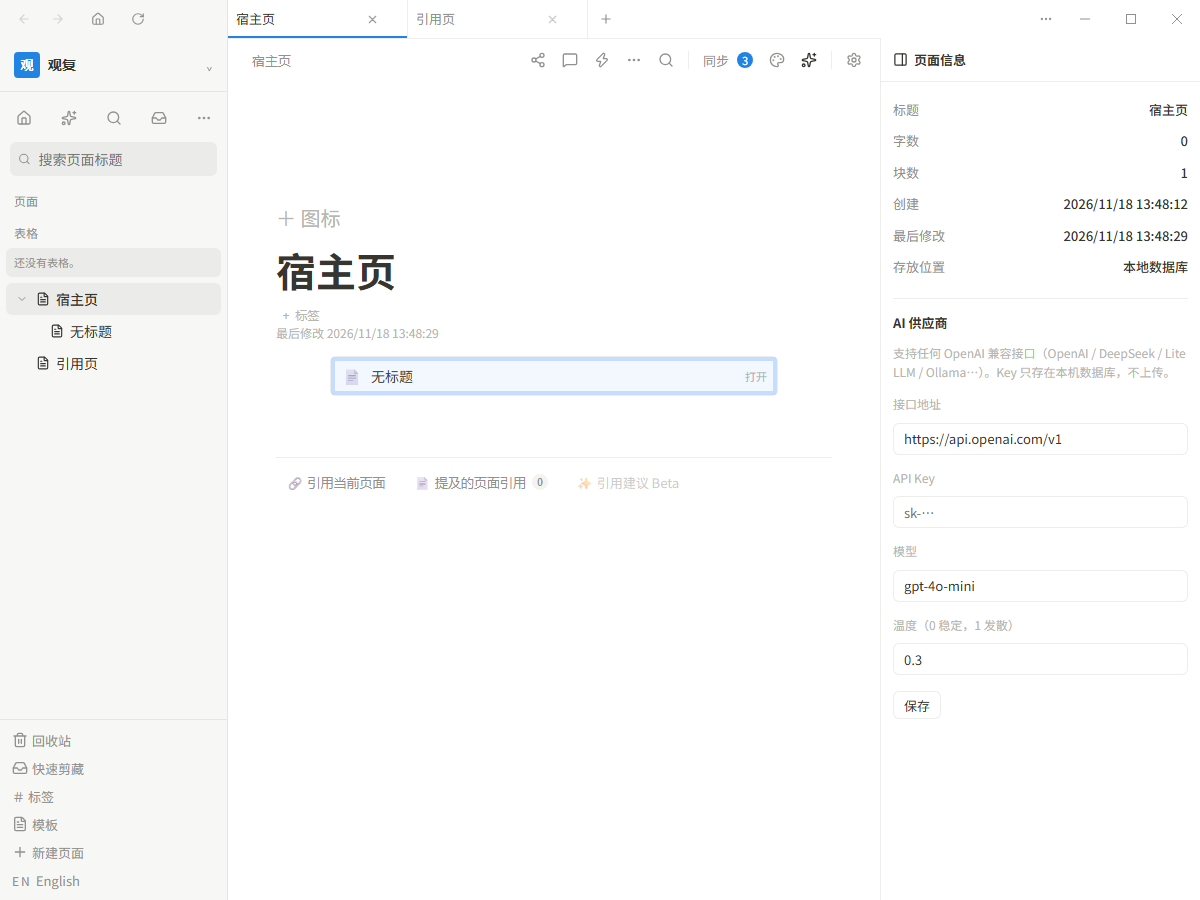 宿主页
引用页
观 观复
搜索页面标题
页面
表格
还没有表格。
宿主页
无标题
引用页
回收站
快速剪藏
# 标签
模板
新建页面
EN English
宿主页
同步 3
+ 图标
宿主页
+ 标签
最后修改 2026/11/18 13:48:29
无标题 打开
引用当前页面 提及的页面引用 0 引用建议 Beta
页面信息
标题 宿主页
字数 0
块数 1
创建 2026/11/18 13:48:12
最后修改 2026/11/18 13:48:29
存放位置 本地数据库
AI 供应商
支持任何 OpenAI 兼容接口（OpenAI / DeepSeek / Lite
LLM / Ollama…）。Key 只存在本机数据库，不上传。
接口地址
https://api.openai.com/v1
API Key
sk-…
模型
gpt-4o-mini
温度（0 稳定，1 发散）
0.3
保存